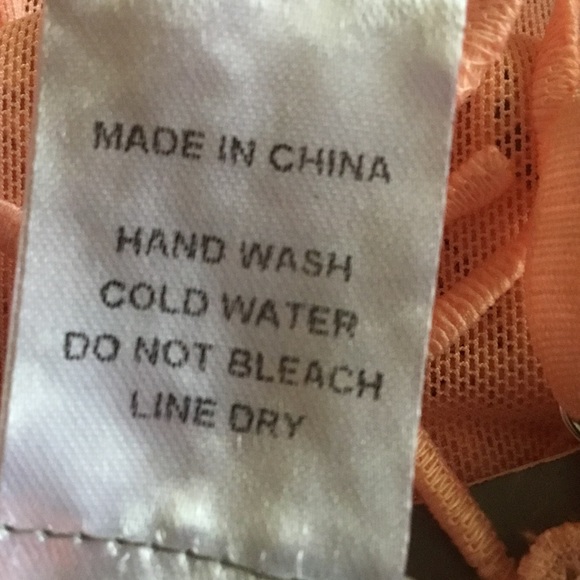 MADE IN CHINA
HAND WASH
COLD WATER
DO NOT BLEACH
LINE DRY